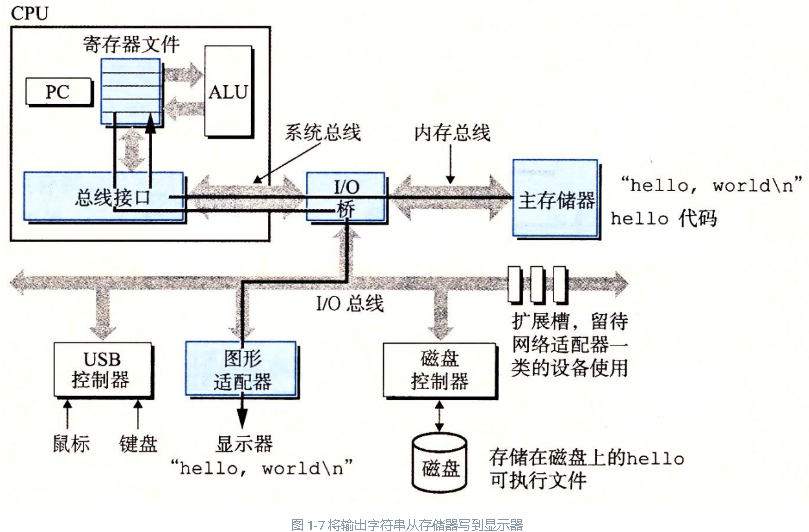 CPU
寄存器文件
PC
ALU
系统总线
内存总线
总线接口
I/O
桥
主存储器
“hello, world\n”
hello 代码
I/O 总线
扩展槽，留待
网络适配器一
类的设备使用
USB
控制器
图形
适配器
磁盘
控制器
鼠标
键盘
显示器
“hello, world\n”
磁盘
存储在磁盘上的hello
可执行文件
图 1-7 将输出字符串从存储器写到显示器